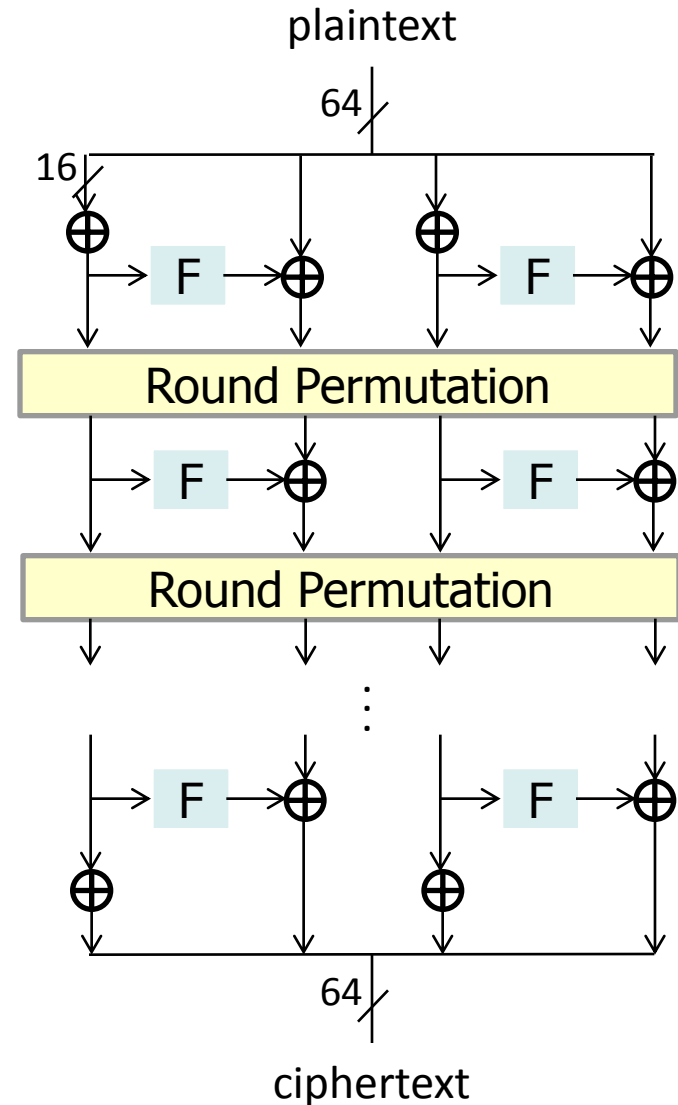 plaintext
64
16
F F
Round Permutation
F F
Round Permutation
⋮
F F
64
ciphertext